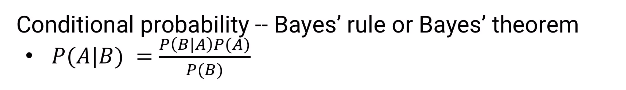 Conditional probability -- Bayes’ rule or Bayes’ theorem
• P(A|B) = P(B|A)P(A) / P(B)